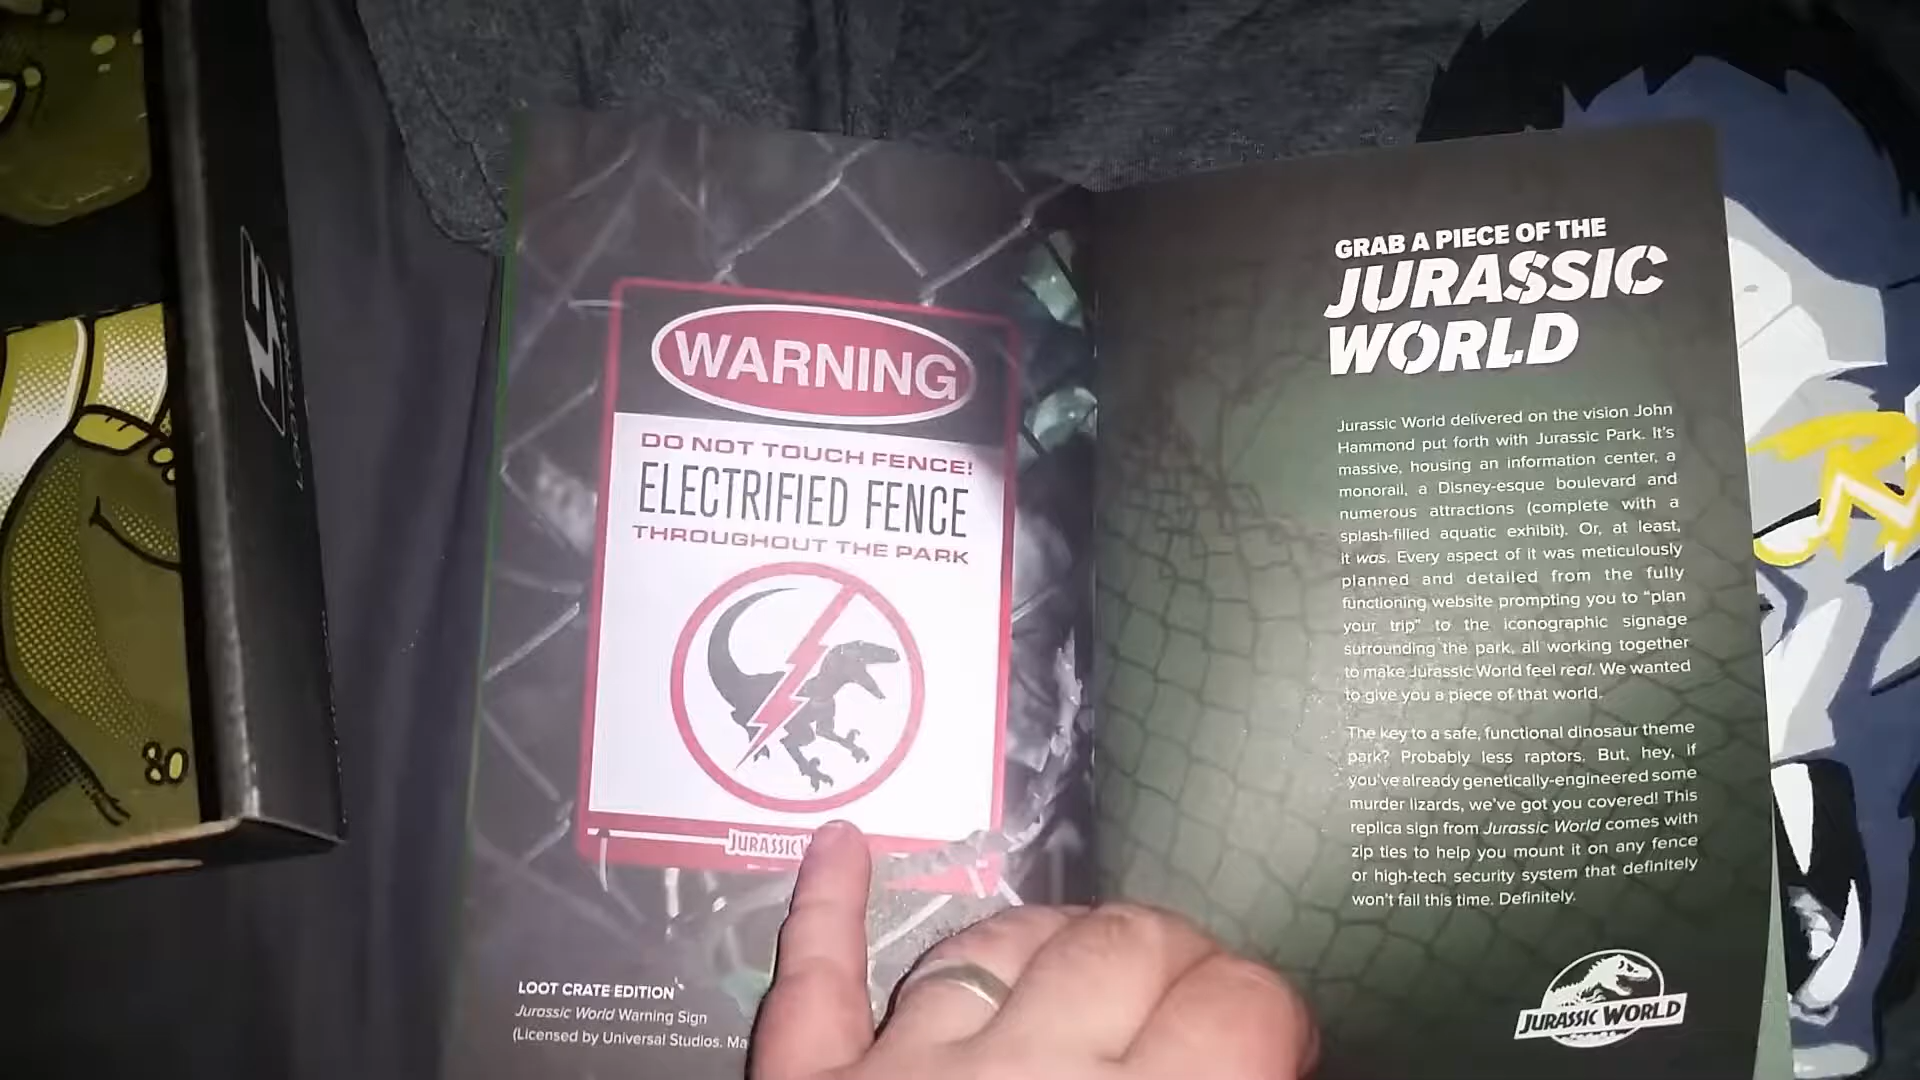 LOOTCRATE
80
WARNING
DO NOT TOUCH FENCE!
ELECTRIFIED FENCE
THROUGHOUT THE PARK
JURASSIC
LOOT CRATE EDITION
Jurassic World Warning Sign
(Licensed by Universal Studios. Ma
GRAB A PIECE OF THE
JURASSIC
WORLD
Jurassic World delivered on the vision John
Hammond put forth with Jurassic Park. It's
massive, housing an information center, a
monorail, a Disney-esque boulevard and
numerous attractions (complete with a
splash-filled aquatic exhibit). Or, at least,
it was. Every aspect of it was meticulously
planned and detailed from the fully
functioning website prompting you to “plan
your trip” to the iconographic signage
surrounding the park, all working together
to make Jurassic World feel real. We wanted
to give you a piece of that world.
The key to a safe, functional dinosaur theme
park? Probably less raptors. But, hey, if
you've already genetically-engineered some
murder lizards, we've got you covered! This
replica sign from Jurassic World comes with
zip ties to help you mount it on any fence
or high-tech security system that definitely
won't fail this time. Definitely.
JURASSIC WORLD